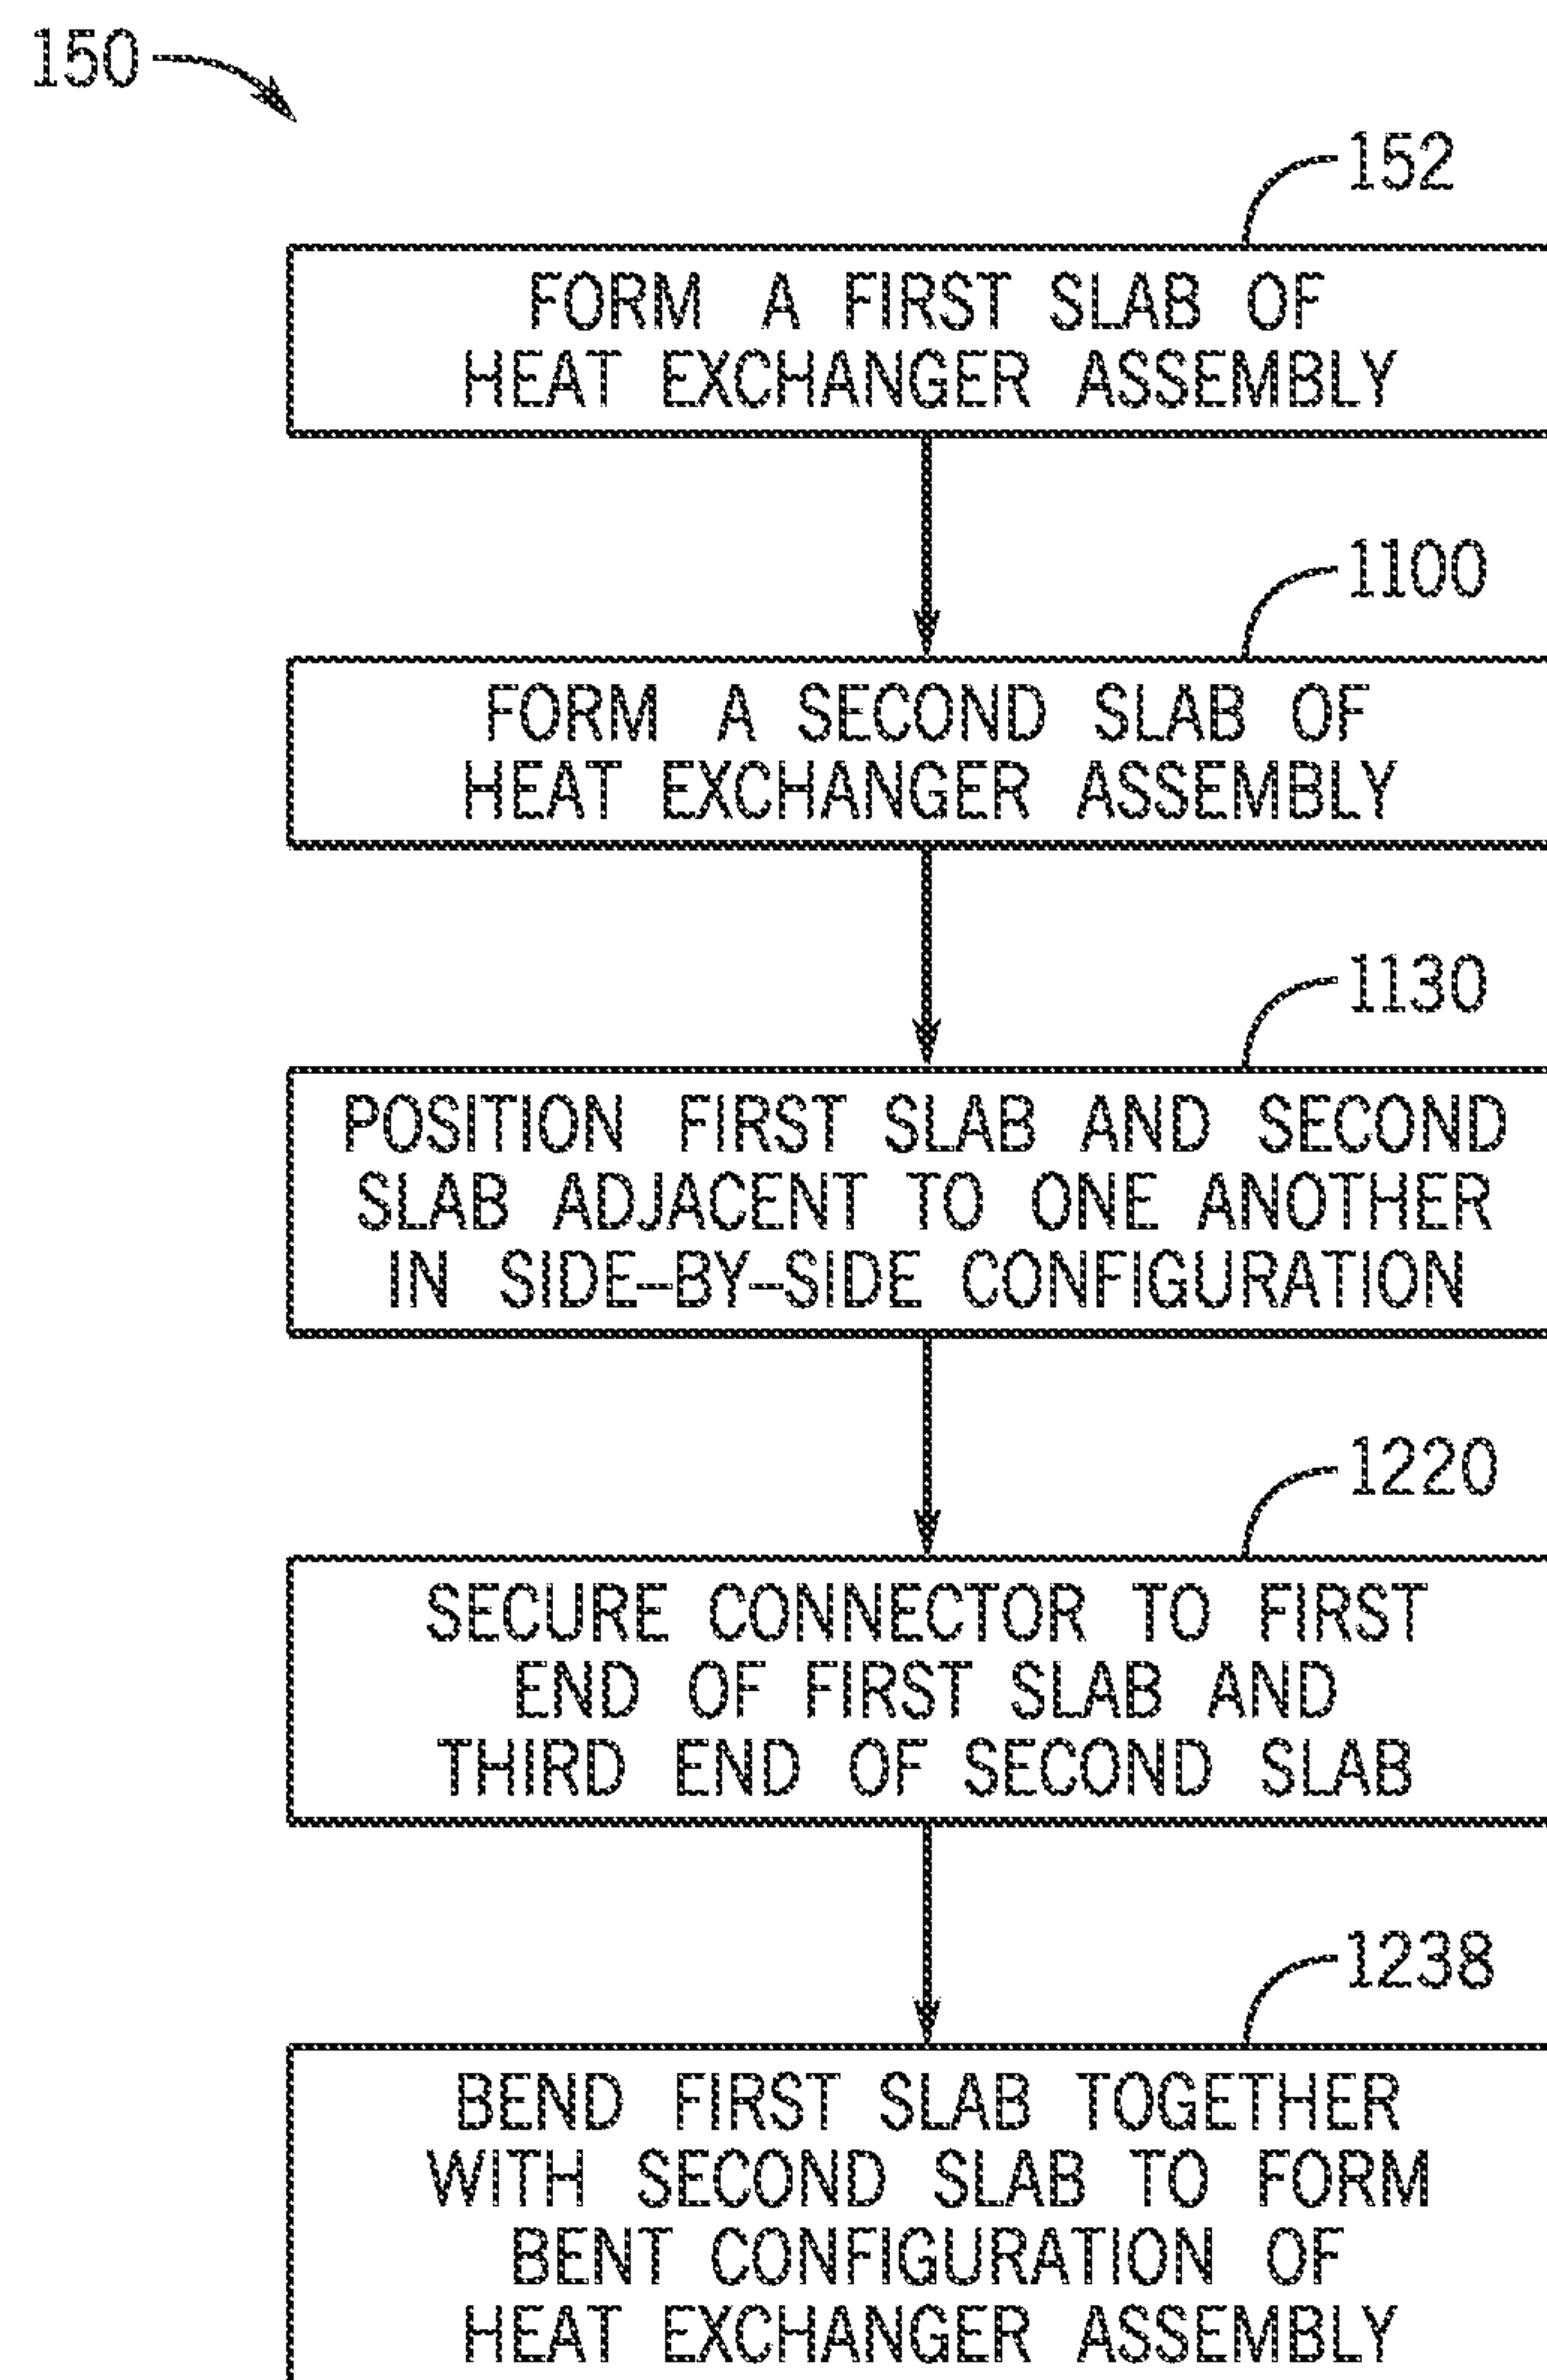 150
152
FORM A FIRST SLAB OF
HEAT EXCHANGER ASSEMBLY
1100
FORM A SECOND SLAB OF
HEAT EXCHANGER ASSEMBLY
1130
POSITION FIRST SLAB AND SECOND
SLAB ADJACENT TO ONE ANOTHER
IN SIDE-BY-SIDE CONFIGURATION
1220
SECURE CONNECTOR TO FIRST
END OF FIRST SLAB AND
THIRD END OF SECOND SLAB
1238
BEND FIRST SLAB TOGETHER
WITH SECOND SLAB TO FORM
BENT CONFIGURATION OF
HEAT EXCHANGER ASSEMBLY